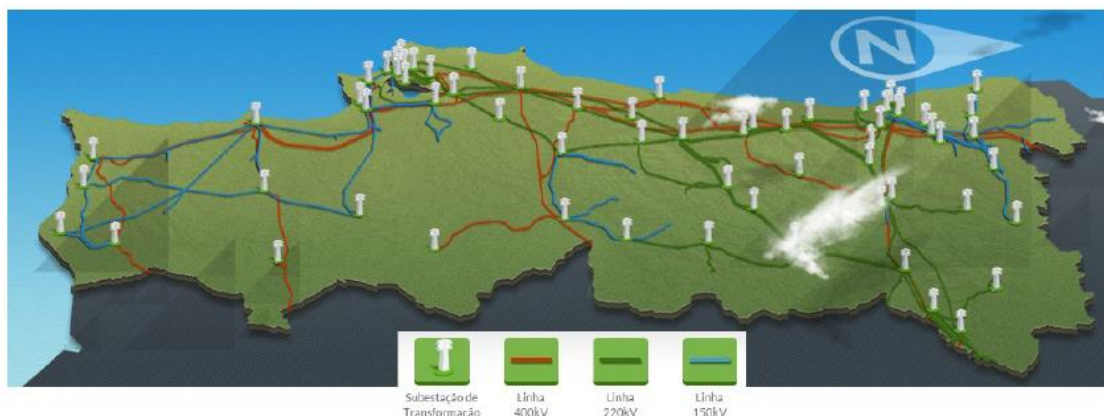 N
Subestação de
Transformação
Linha
400kV
Linha
220kV
Linha
150kV